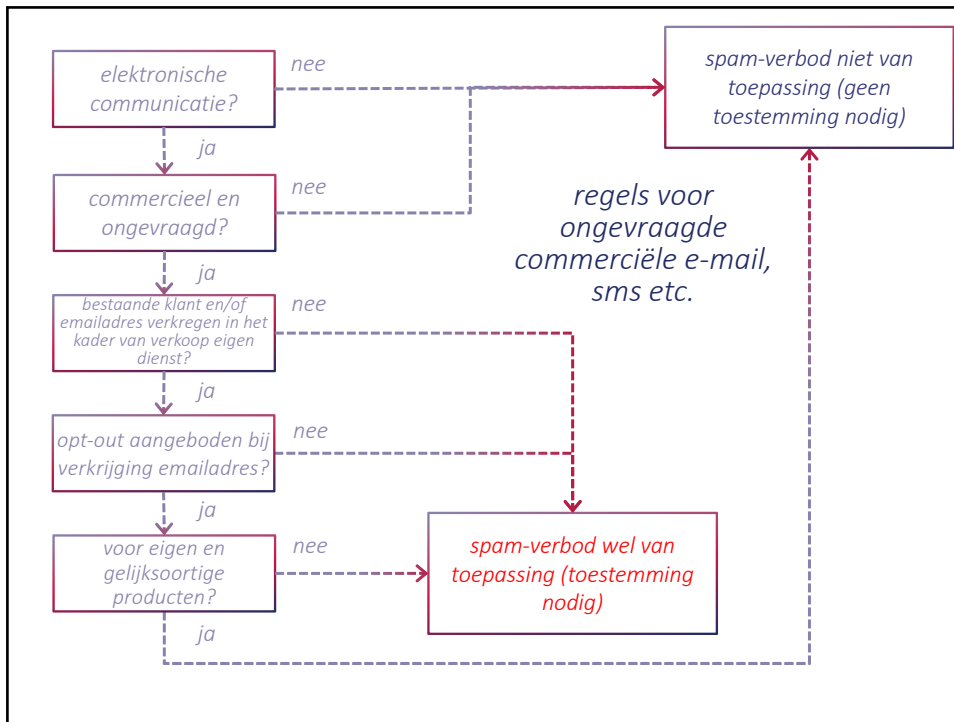 elektronische
communicatie?
nee
spam-verbod niet van
toepassing (geen
toestemming nodig)
ja
commercieel en
ongevraagd?
nee
regels voor
ongevraagde
commerciële e-mail,
sms etc.
ja
bestaande klant en/of
emailadres verkregen in het
kader van verkoop eigen
dienst?
nee
ja
opt-out aangeboden bij
verkrijging emailadres?
nee
ja
voor eigen en
gelijksoortige
producten?
nee
spam-verbod wel van
toepassing (toestemming
nodig)
ja